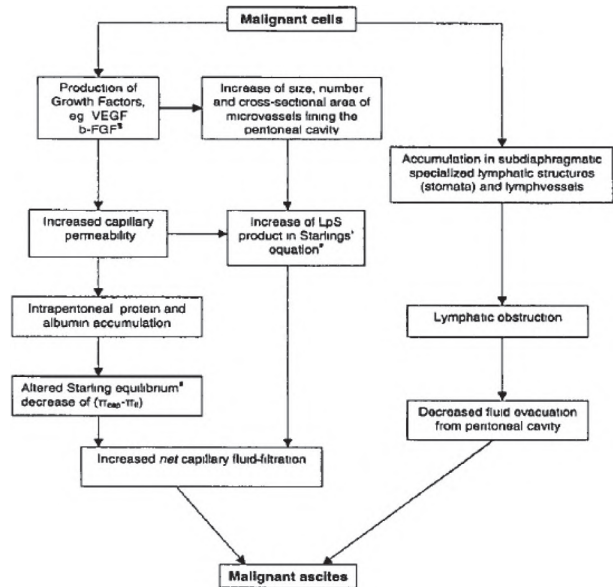 Malignant cells
Production of
Growth Factors,
eg VEGF
b-FGF
Increase of size, number
and cross-sectional area of
microvessels lining the
peritoneal cavity
Accumulation in subdiaphragmatic
specialized lymphatic structures
(stomata) and lymphvessels
Increased capillary
permeability
Increase of LpS
product in Starlings'
equation#
Intraperitoneal protein and
albumin accumulation
Lymphatic obstruction
Altered Starling equilibrium#
decrease of (πcap-πif)
Decreased fluid evacuation
from peritoneal cavity
Increased net capillary fluid-filtration
Malignant ascites